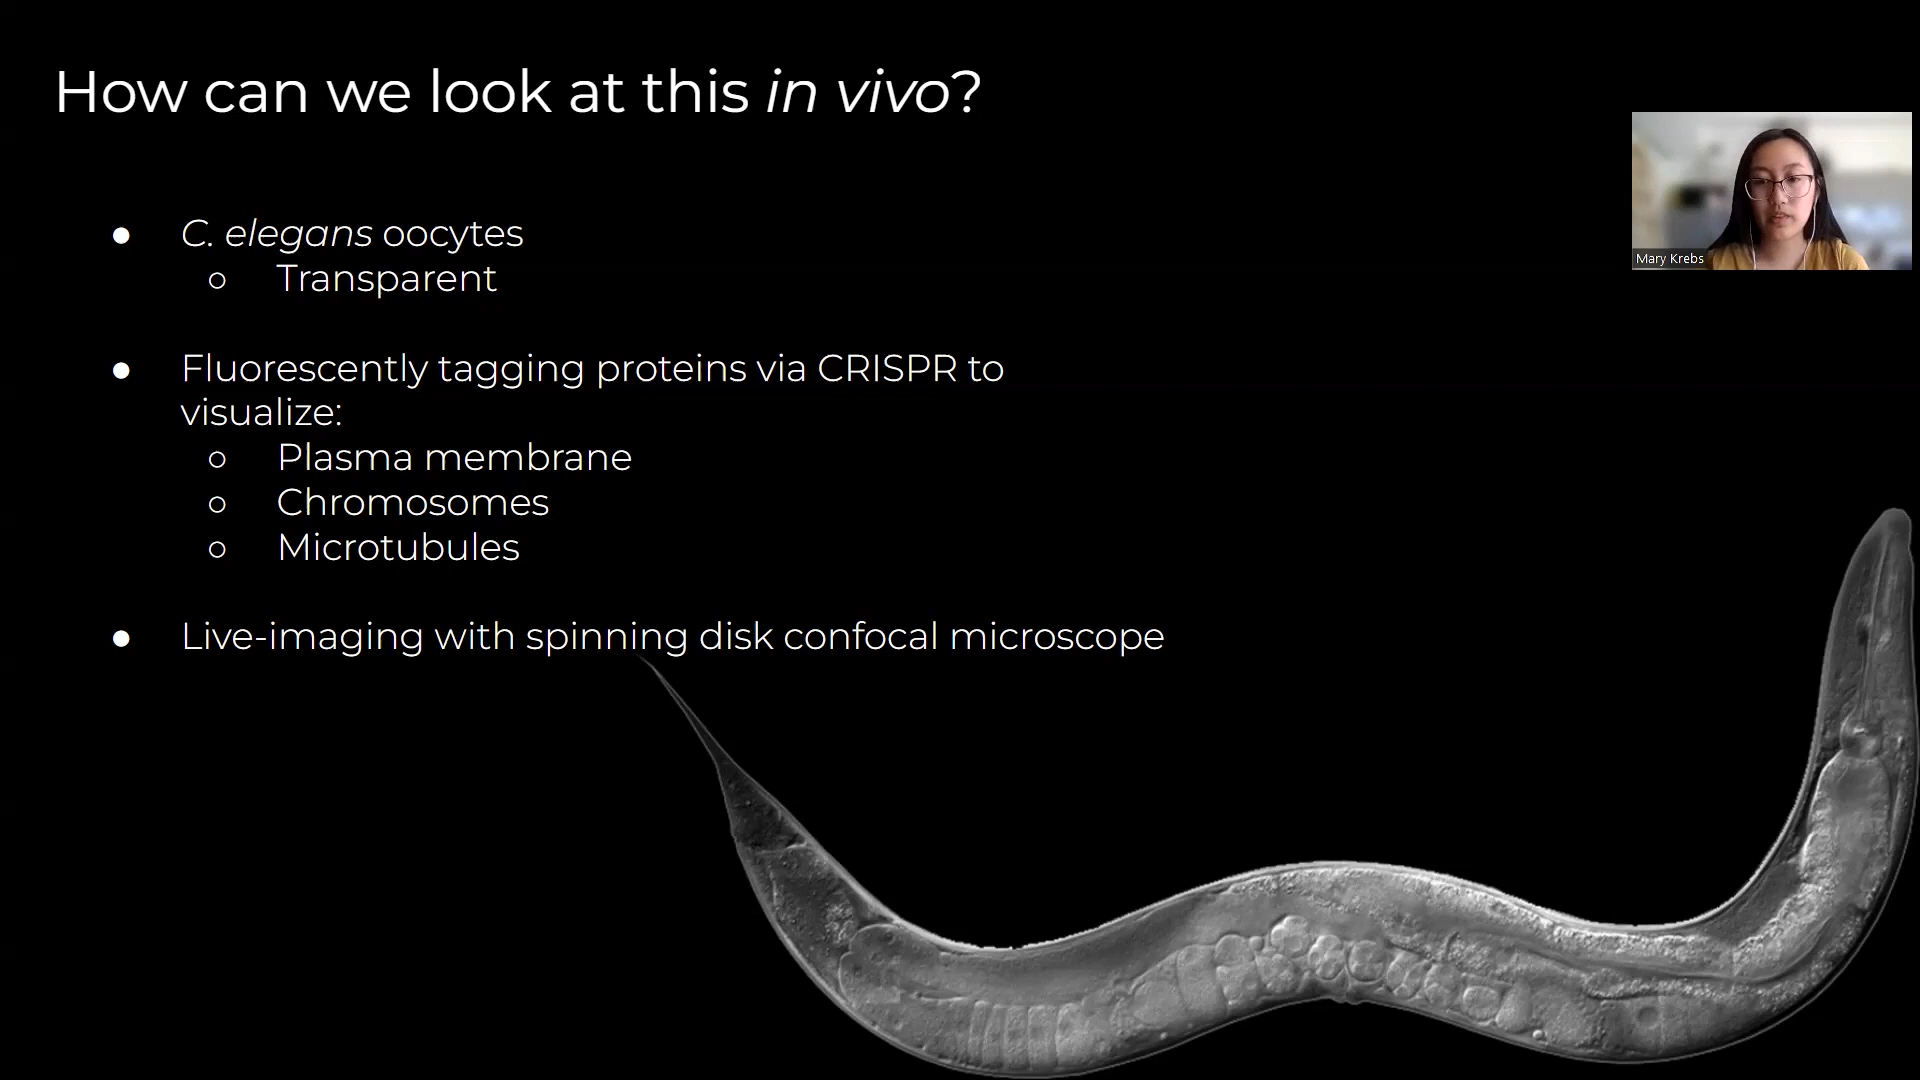 How can we look at this in vivo?
Mary Krebs
● C. elegans oocytes
○ Transparent
● Fluorescently tagging proteins via CRISPR to
visualize:
○ Plasma membrane
○ Chromosomes
○ Microtubules
● Live-imaging with spinning disk confocal microscope